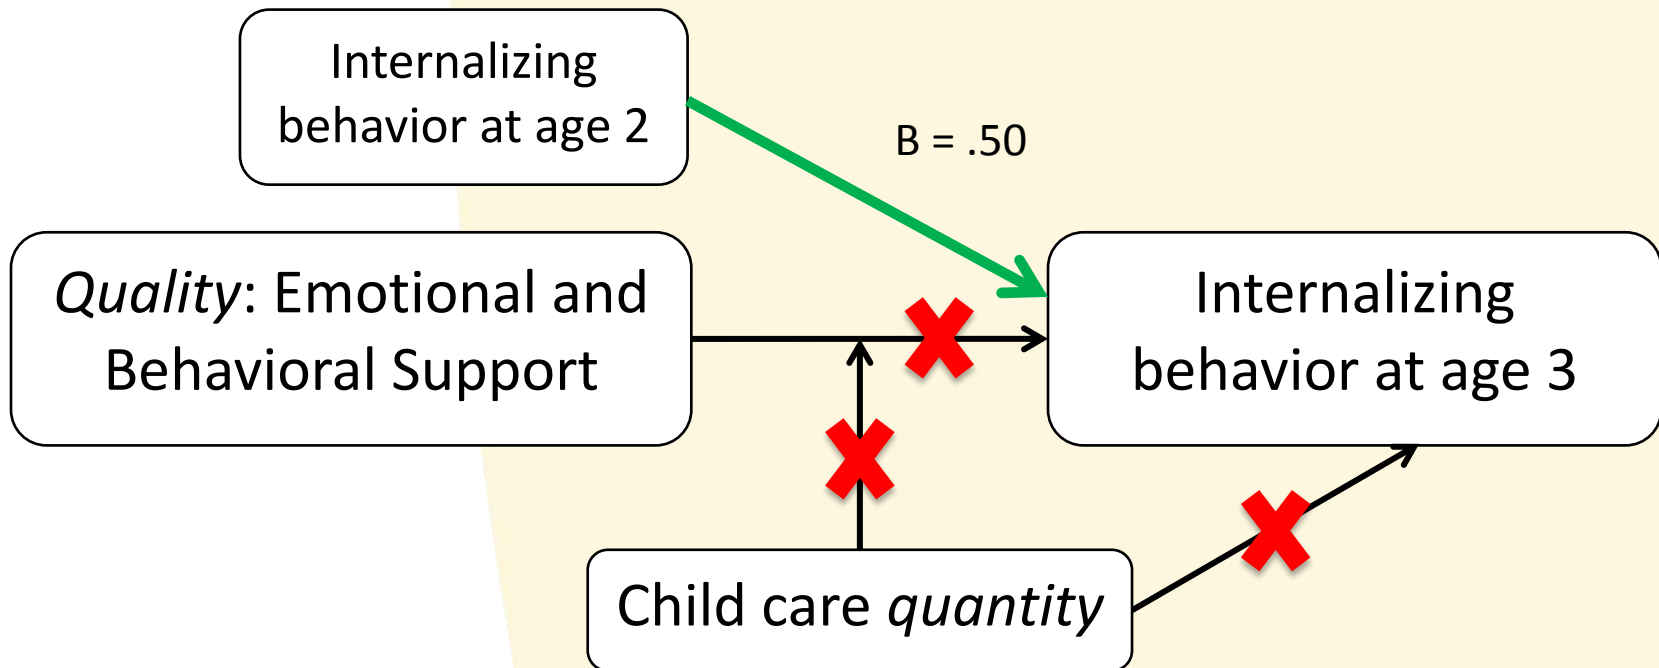 Internalizing
behavior at age 2
B = .50
Quality: Emotional and
Behavioral Support
Internalizing
behavior at age 3
Child care quantity